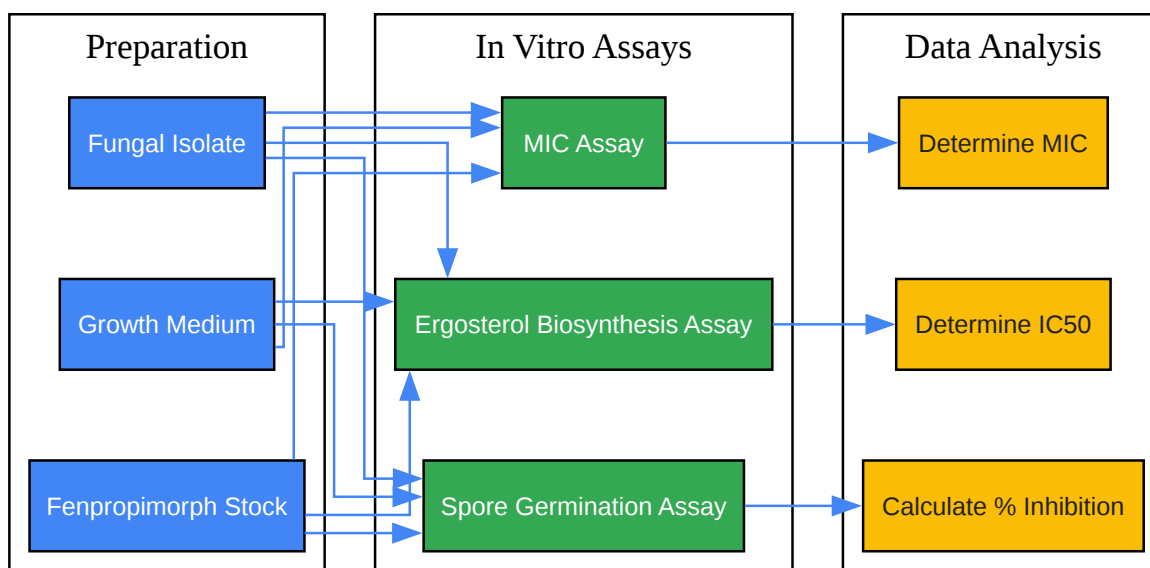 Preparation
In Vitro Assays
Data Analysis
Fungal Isolate
MIC Assay
Determine MIC
Growth Medium
Ergosterol Biosynthesis Assay
Determine IC50
Fenpropimorph Stock
Spore Germination Assay
Calculate % Inhibition